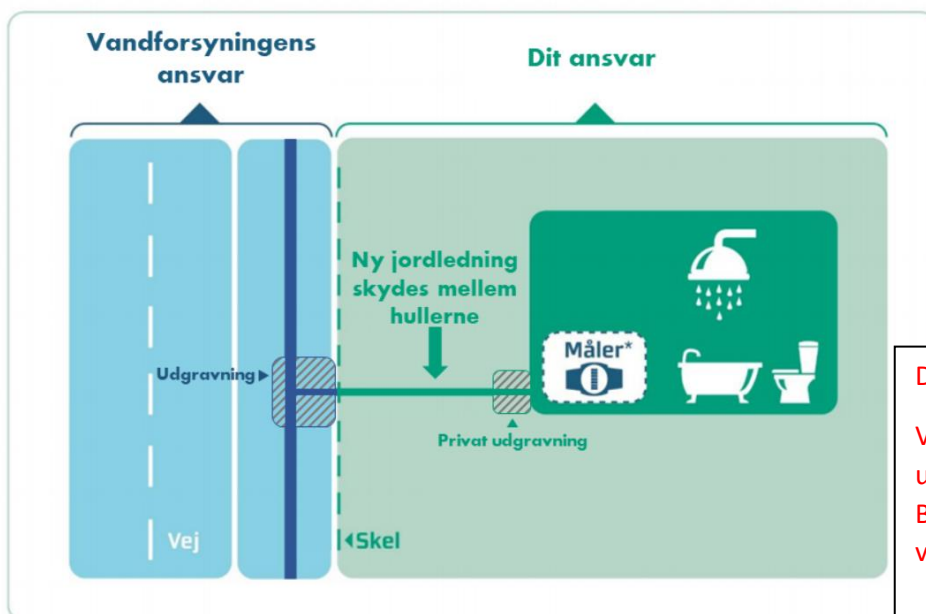 Vandforsyningens
ansvar
Dit ansvar
Ny jordledning
skydes mellem
hullerne
Måler*
Udgravning
Privat udgravning
Vej
Skel